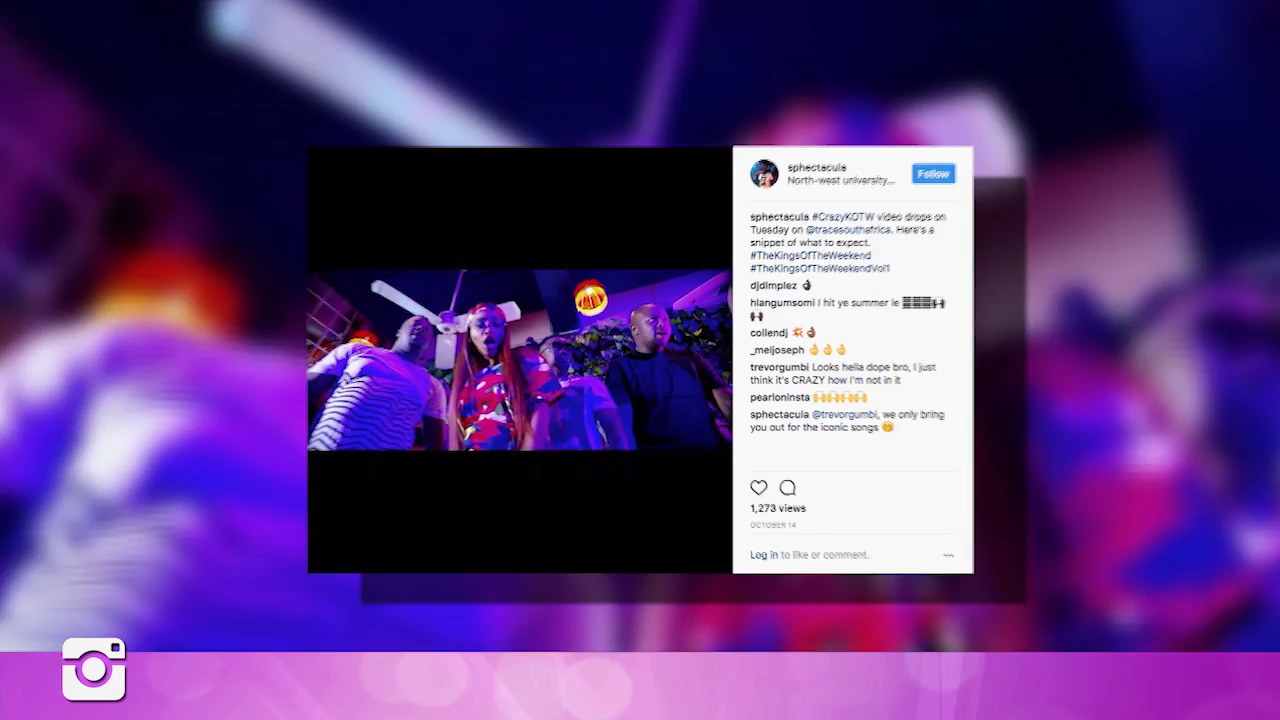 sphectacula
North-west university...
Follow
sphectacula #CrazyKOTW video drops on
Tuesday on @tracesouthafrica. Here's a
snippet of what to expect.
#TheKingsOfTheWeekend
#TheKingsOfTheWeekendVol1
djdimplez 👌🏿
hlangumsomi I hit ye summer le
collendj 💥👌🏿
_meljoseph 👌👌👌
trevorgumbi Looks hella dope bro, I just
think it's CRAZY how I'm not in it
pearloninsta 🙌🙌🙌🙌
sphectacula @trevorgumbi, we only bring
you out for the iconic songs 😁
1,273 views
OCTOBER 14
Log in to like or comment.